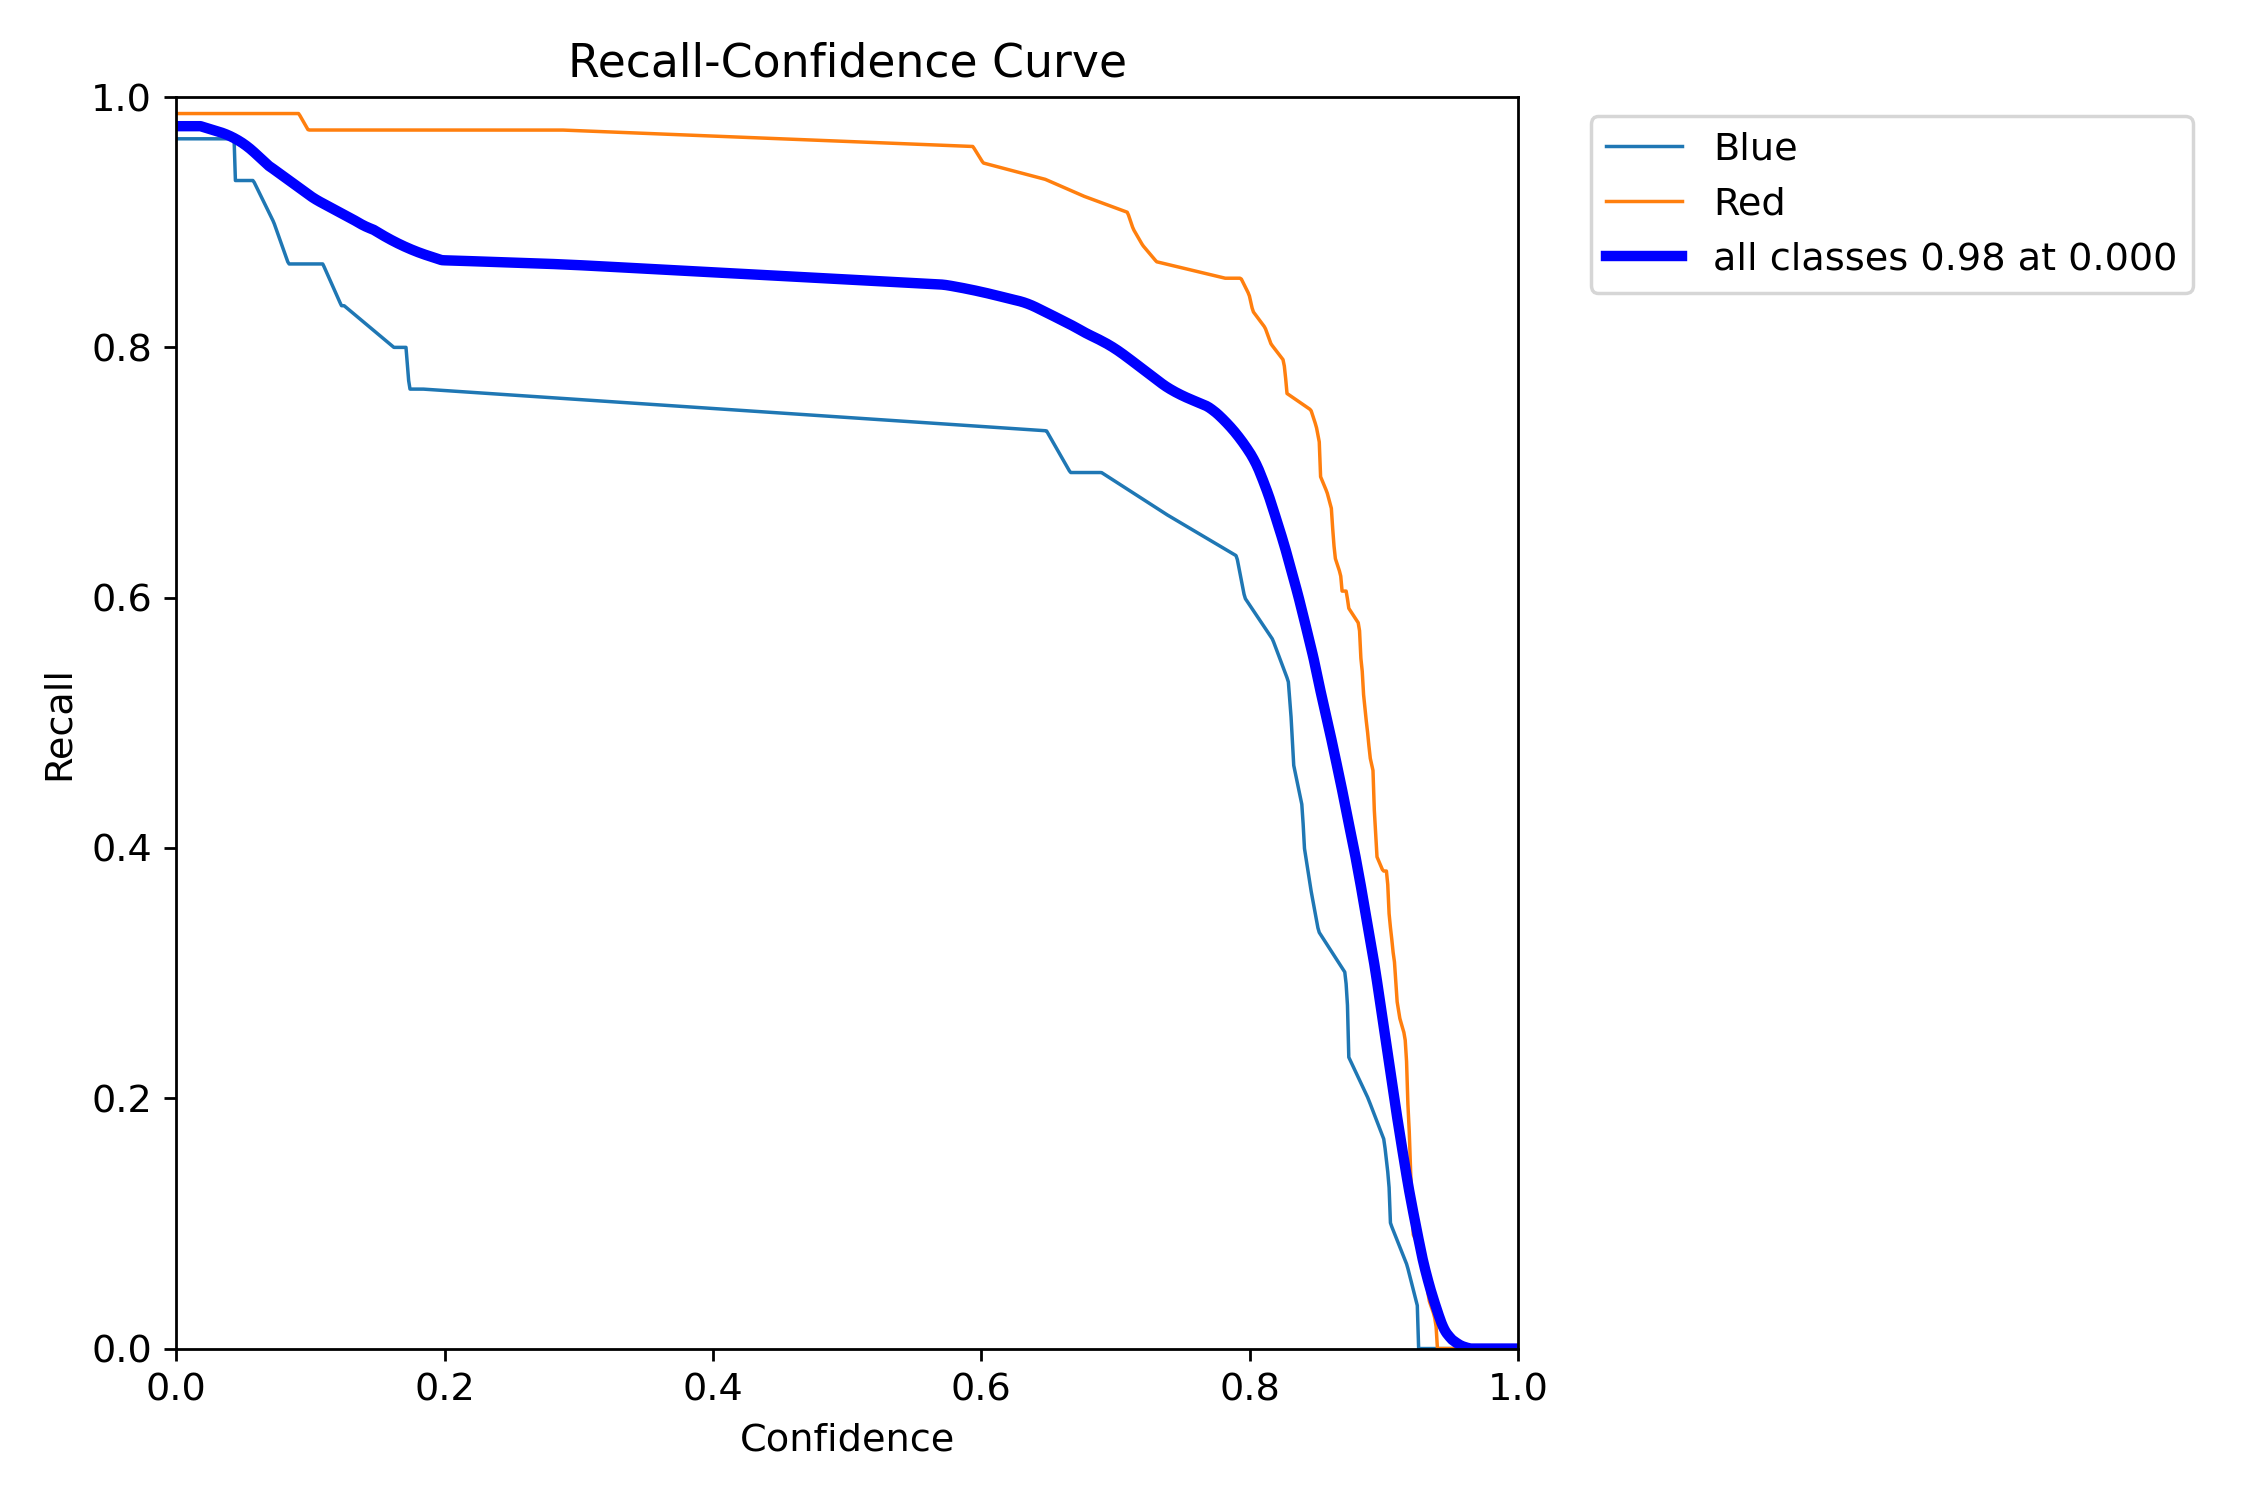 Recall-Confidence Curve
1.0
0.8
0.6
0.4
0.2
0.0
Recall
0.0 0.2 0.4 0.6 0.8 1.0
Confidence
Blue
Red
all classes 0.98 at 0.000